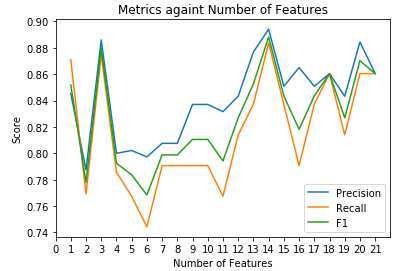 Metrics againt Number of Features
Score
0.90
0.88
0.86
0.84
0.82
0.80
0.78
0.76
0.74
0 1 2 3 4 5 6 7 8 9 10 11 12 13 14 15 16 17 18 19 20 21
Number of Features
Precision
Recall
F1